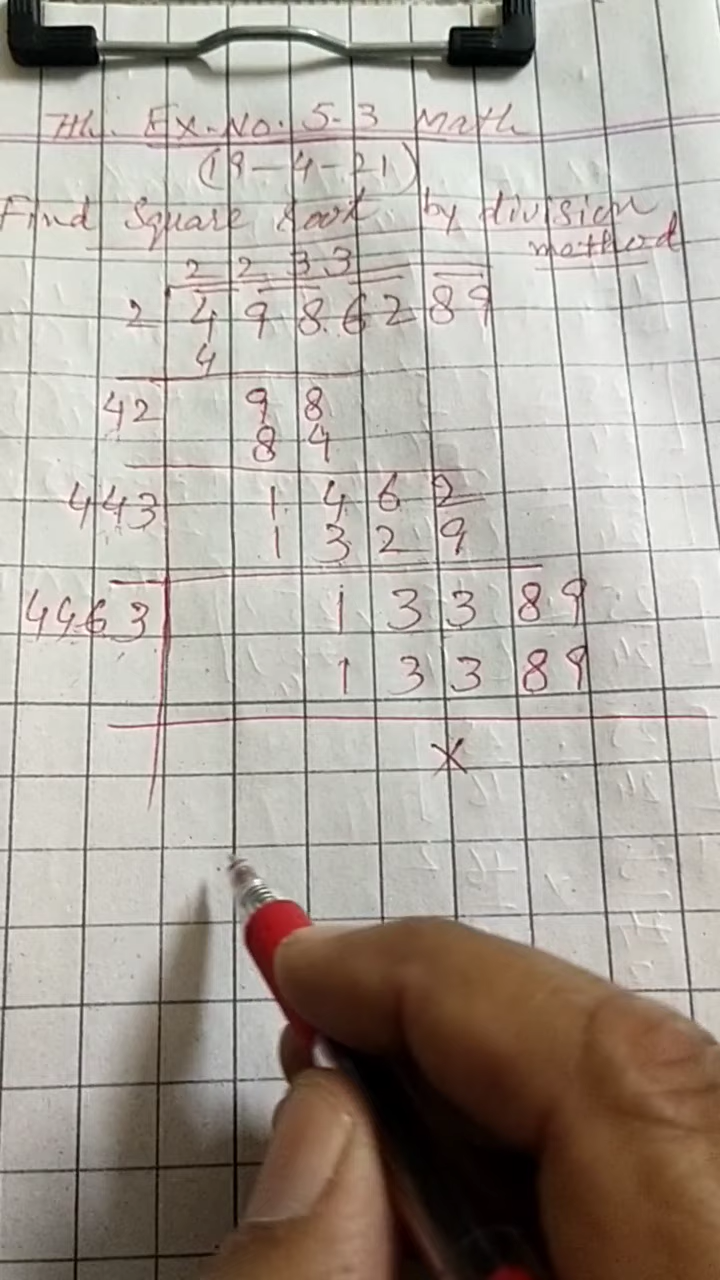 7th. Ex. No. 5-3 Math
(19-4-21)
Find Square Root by division
method
2 2 3 3
2 4 9 8 6 2 8 9
4
42 9 8
8 4
443 1 4 6 2
1 3 2 9
4463 1 3 3 8 9
1 3 3 8 9
x